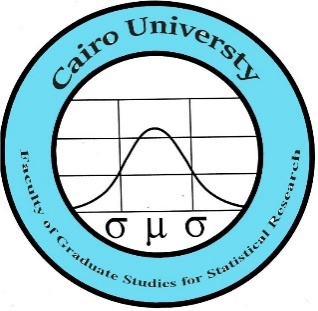 Cairo Universty
σ μ σ
Faculty of Graduate Studies for Statistical Research